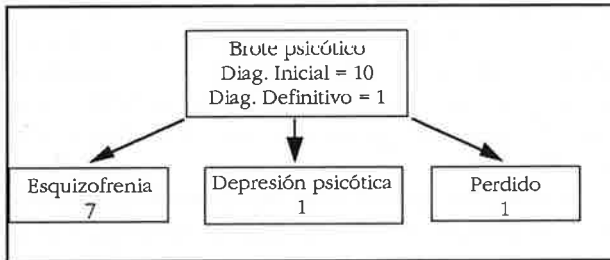 Brote psicótico
Diag. Inicial = 10
Diag. Definitivo = 1
Esquizofrenia
7
Depresión psicótica
1
Perdido
1